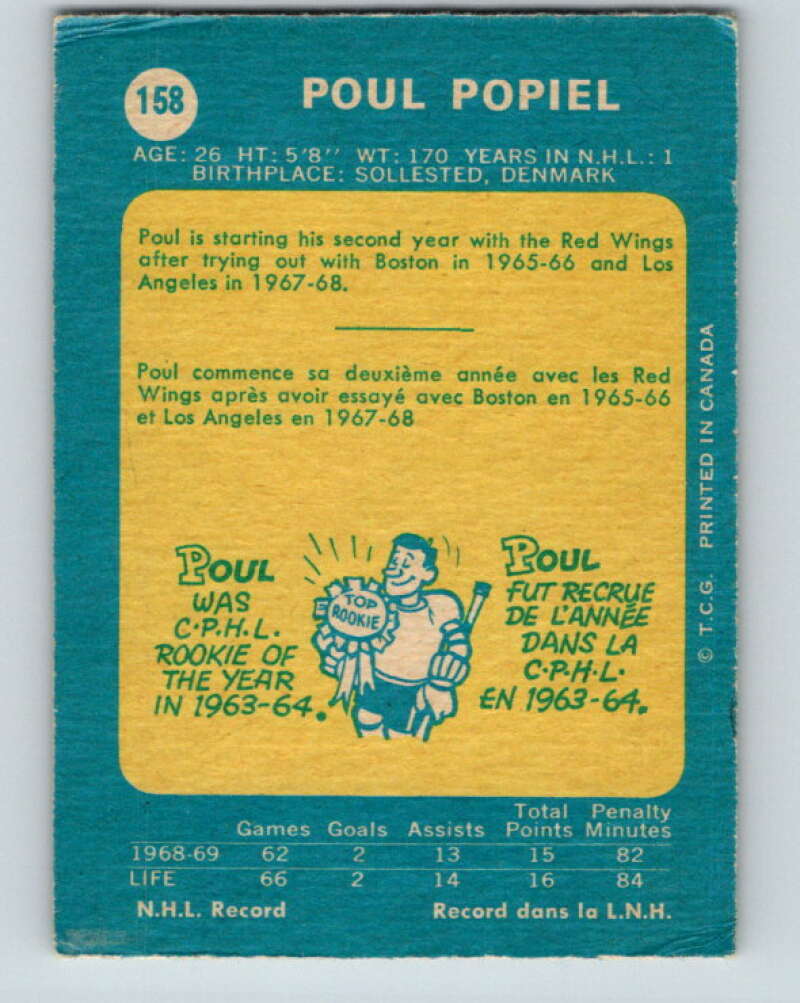 158
POUL POPIEL
AGE: 26 HT: 5'8'' WT: 170 YEARS IN N.H.L.: 1
BIRTHPLACE: SOLLESTED, DENMARK
Poul is starting his second year with the Red Wings
after trying out with Boston in 1965-66 and Los
Angeles in 1967-68.
Poul commence sa deuxième année avec les Red
Wings après avoir essayé avec Boston en 1965-66
et Los Angeles en 1967-68
POUL
WAS
C·P·H·L.
ROOKIE OF
THE YEAR
IN 1963-64.
TOP
ROOKIE
POUL
FUT RECRUE
DE L'ANNÉE
DANS LA
C·P·H·L·
EN 1963-64.
© T.C.G. PRINTED IN CANADA
Games Goals Assists Total Points Penalty Minutes
1968-69 62 2 13 15 82
LIFE 66 2 14 16 84
N.H.L. Record Record dans la L.N.H.